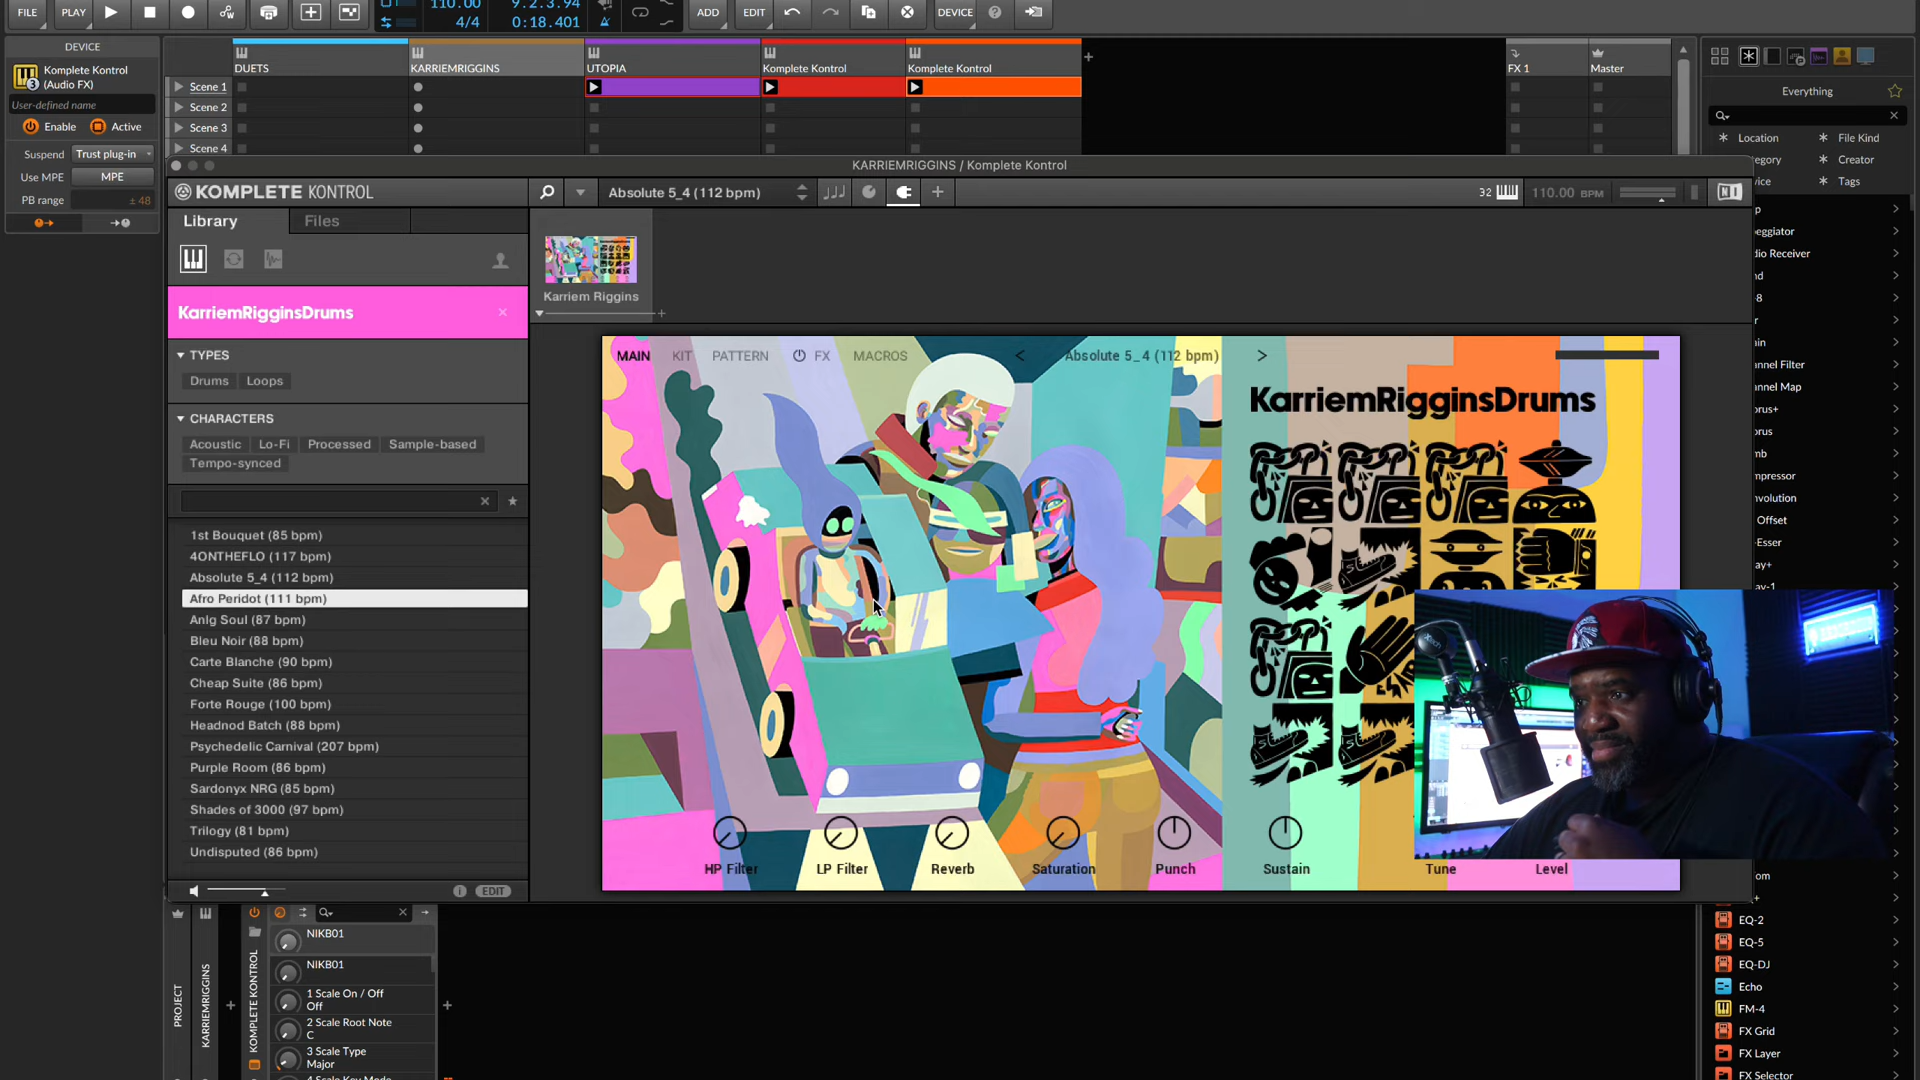 FILE PLAY 110.00 4/4 9.2.3.94 0:18.401 ADD EDIT DEVICE
DEVICE
Komplete Kontrol
(Audio FX)
User-defined name
Enable Active
Suspend Trust plug-in
Use MPE MPE
PB range ± 48
DUETS KARRIEMRIGGINS UTOPIA Komplete Kontrol Komplete Kontrol FX 1 Master
Scene 1
Scene 2
Scene 3
Scene 4
KARRIEMRIGGINS / Komplete Kontrol
KOMPLETE KONTROL
Absolute 5_4 (112 bpm)
32
110.00 BPM
Library Files
KarriemRigginsDrums
TYPES
Drums Loops
CHARACTERS
Acoustic Lo-Fi Processed Sample-based
Tempo-synced
1st Bouquet (85 bpm)
4ONTHEFLO (117 bpm)
Absolute 5_4 (112 bpm)
Afro Peridot (111 bpm)
Anlg Soul (87 bpm)
Bleu Noir (88 bpm)
Carte Blanche (90 bpm)
Cheap Suite (86 bpm)
Forte Rouge (100 bpm)
Headnod Batch (88 bpm)
Psychedelic Carnival (207 bpm)
Purple Room (86 bpm)
Sardonyx NRG (85 bpm)
Shades of 3000 (97 bpm)
Trilogy (81 bpm)
Undisputed (86 bpm)
EDIT
Karriem Riggins
MAIN KIT PATTERN FX MACROS
Absolute 5_4 (112 bpm)
KarriemRigginsDrums
HP Filter LP Filter Reverb Saturation Punch Sustain Tune Level
Everything
Location File Kind
Creator
Tags
EQ-2
EQ-5
EQ-DJ
Echo
FM-4
FX Grid
FX Layer
FX Selector
PROJECT
KARRIEMRIGGINS
KOMPLETE KONTROL
NIKB01
NIKB01
1 Scale On / Off
Off
2 Scale Root Note
C
3 Scale Type
Major